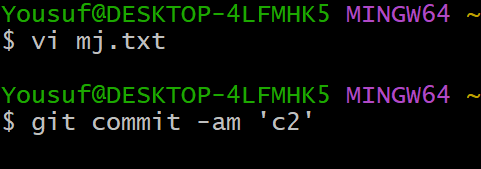 Yousuf@DESKTOP-4LFMHK5 MINGW64 ~
$ vi mj.txt
Yousuf@DESKTOP-4LFMHK5 MINGW64 ~
$ git commit -am 'c2'